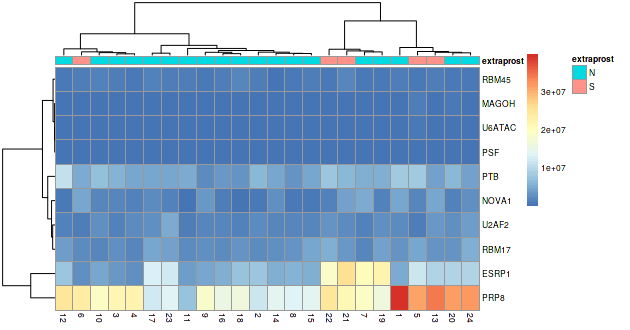 extraprost
extraprost
N
S
3e+07
2e+07
1e+07
RBM45
MAGOH
U6ATAC
PSF
PTB
NOVA1
U2AF2
RBM17
ESRP1
PRP8
12 6 10 3 4 17 23 11 9 16 18 2 14 8 15 22 21 7 19 1 5 13 20 24